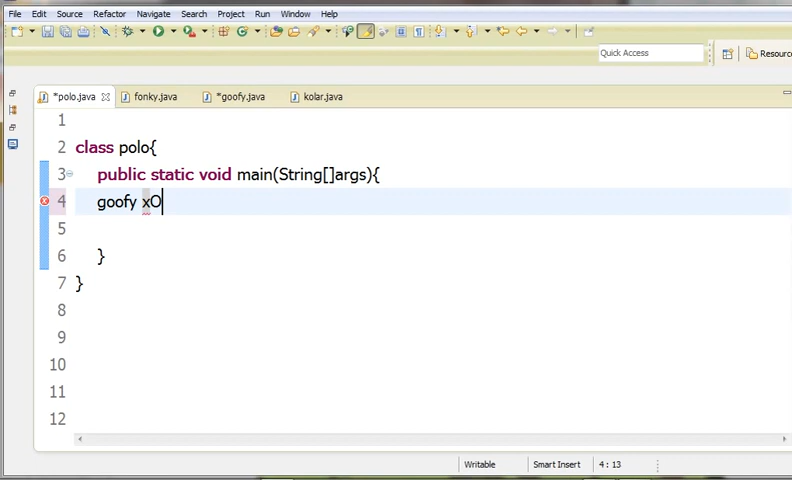 File Edit Source Refactor Navigate Search Project Run Window Help
Quick Access
Resource
*polo.java fonky.java *goofy.java kolar.java
1
2 class polo{
3 public static void main(String[]args){
4 goofy xO
5
6 }
7 }
8
9
10
11
12
Writable Smart Insert 4 : 13